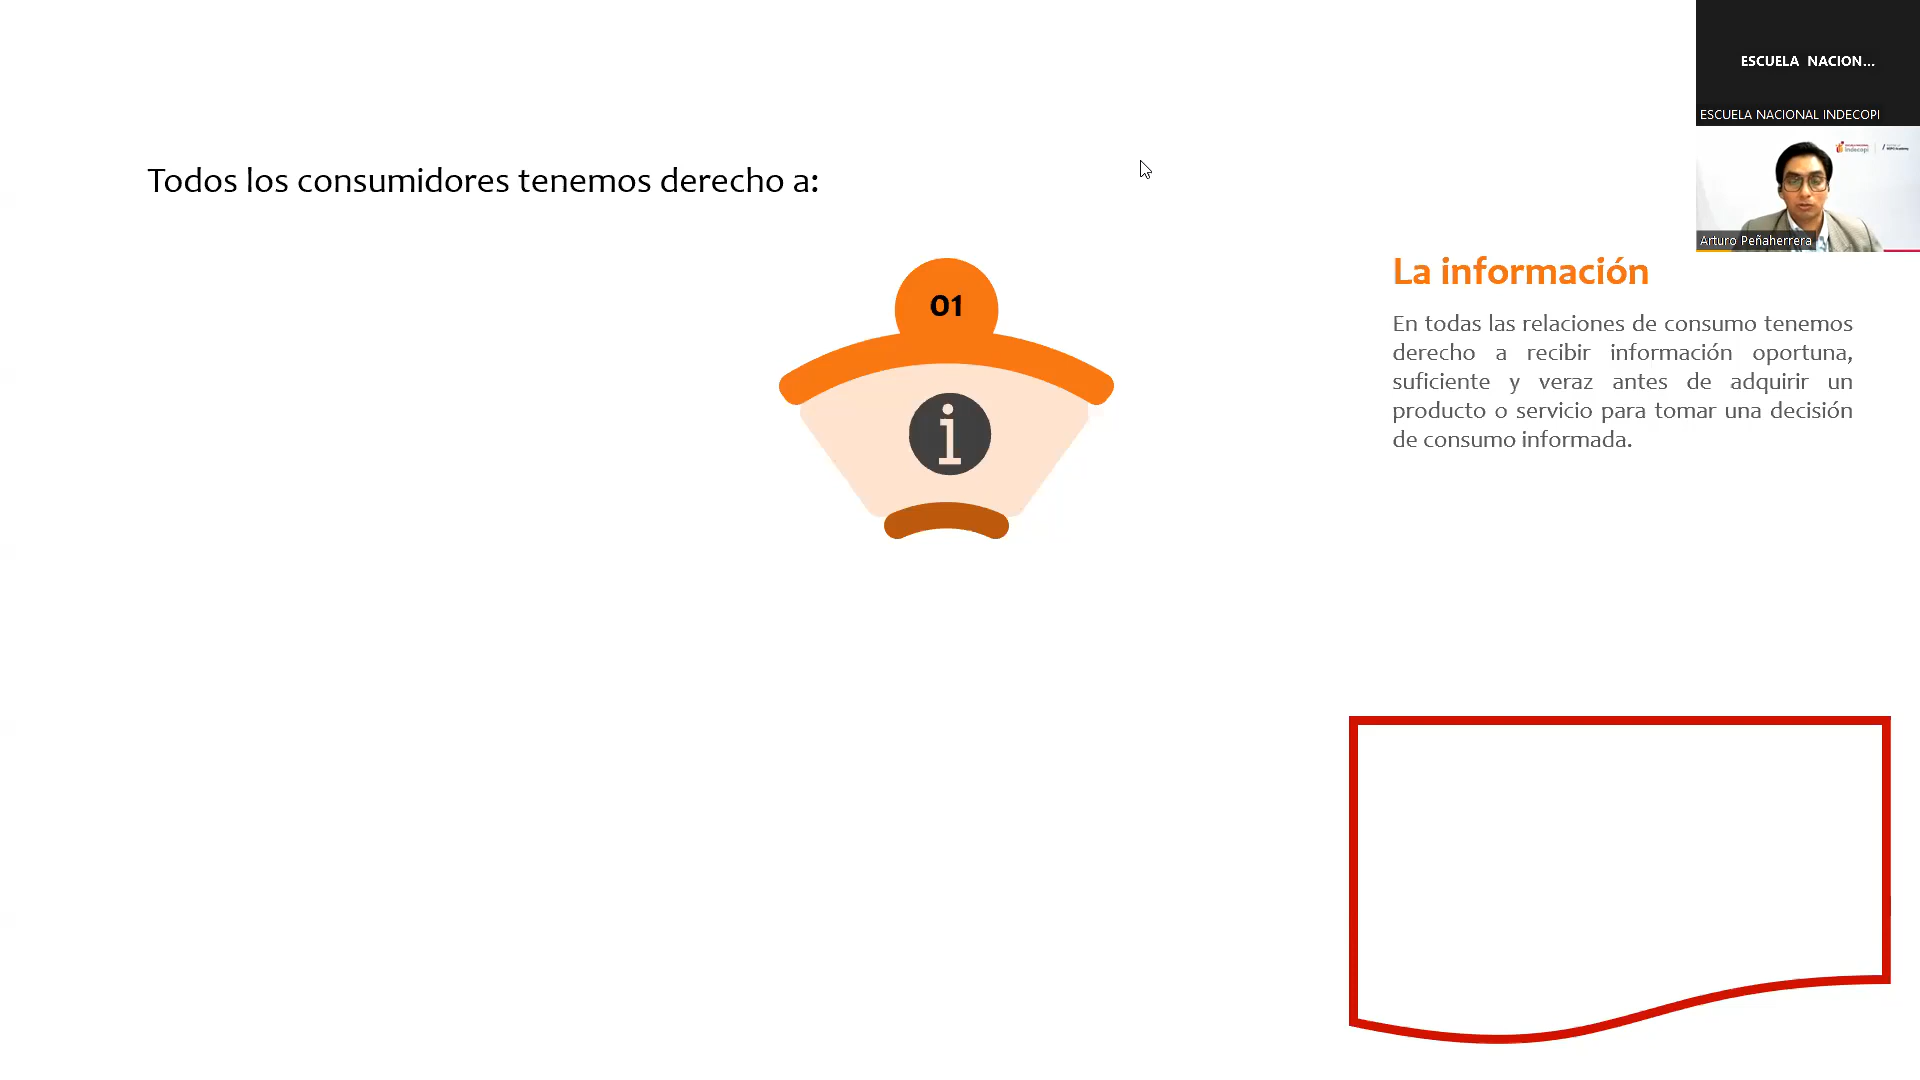 ESCUELA NACION...
ESCUELA NACIONAL INDECOPI
indecopi
Arturo Peñaherrera
Todos los consumidores tenemos derecho a:
01
La información
En todas las relaciones de consumo tenemos
derecho a recibir información oportuna,
suficiente y veraz antes de adquirir un
producto o servicio para tomar una decisión
de consumo informada.